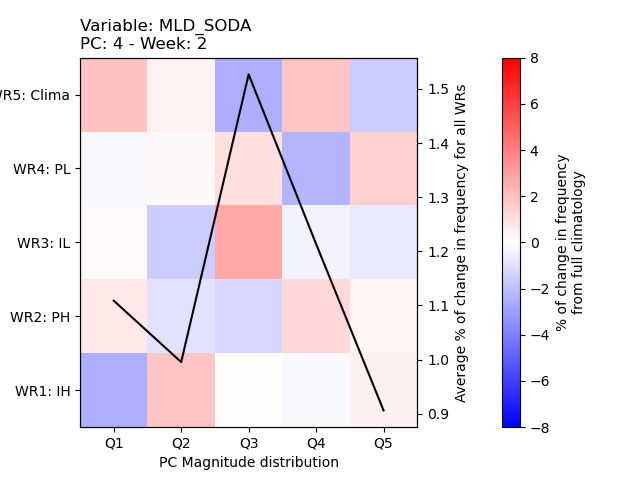 Variable: MLD_SODA
PC: 4 - Week: 2
WR5: Clima
WR4: PL
WR3: IL
WR2: PH
WR1: IH
Q1 Q2 Q3 Q4 Q5
PC Magnitude distribution
1.5
1.4
1.3
1.2
1.1
1.0
0.9
Average % of change in frequency for all WRs
8
6
4
2
0
−2
−4
−6
−8
% of change in frequency
from full climatology